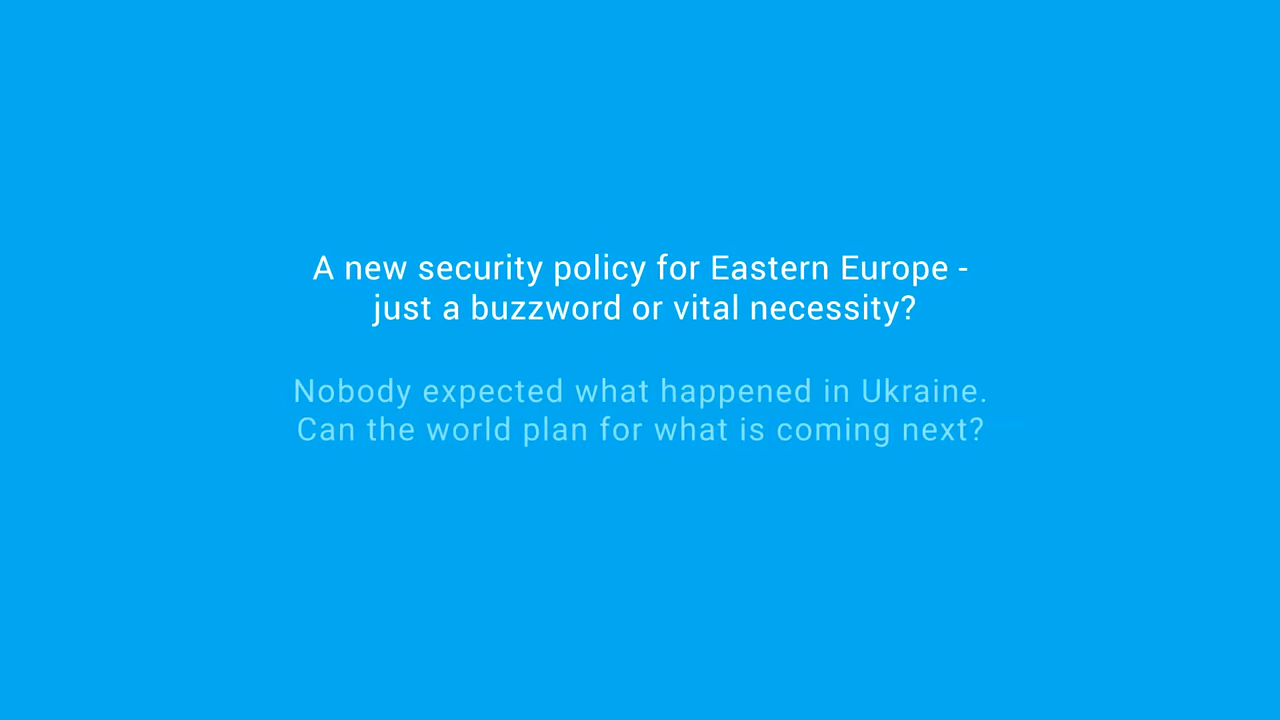 A new security policy for Eastern Europe -
just a buzzword or vital necessity?
Nobody expected what happened in Ukraine.
Can the world plan for what is coming next?